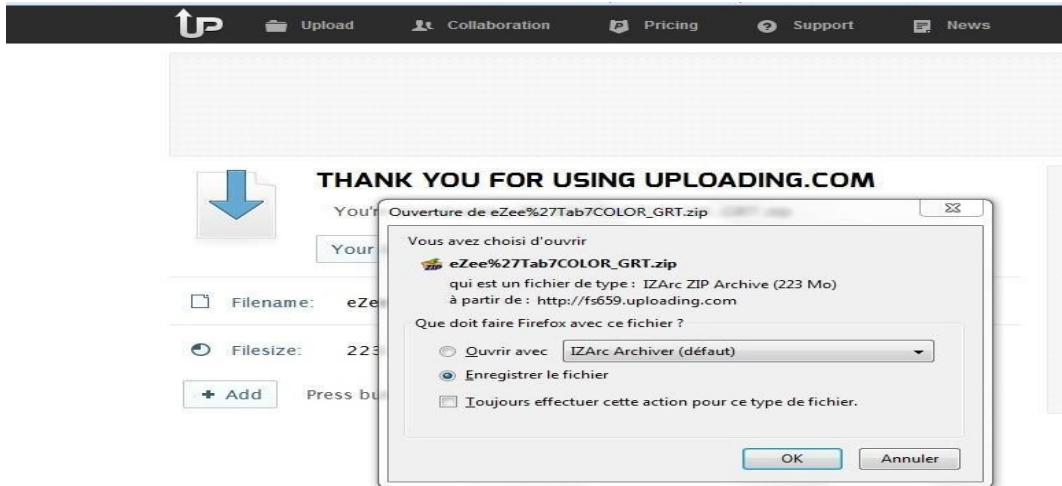 UP Upload Collaboration Pricing Support News
THANK YOU FOR USING UPLOADING.COM
You'r
Your
Filename: eZe
Filesize: 223
+ Add Press bu
Ouverture de eZee%27Tab7COLOR_GRT.zip
Vous avez choisi d'ouvrir
ZIP eZee%27Tab7COLOR_GRT.zip
qui est un fichier de type : IZArc ZIP Archive (223 Mo)
à partir de : http://fs659.uploading.com
Que doit faire Firefox avec ce fichier ?
Ouvrir avec IZArc Archiver (défaut)
Enregistrer le fichier
Toujours effectuer cette action pour ce type de fichier.
OK Annuler